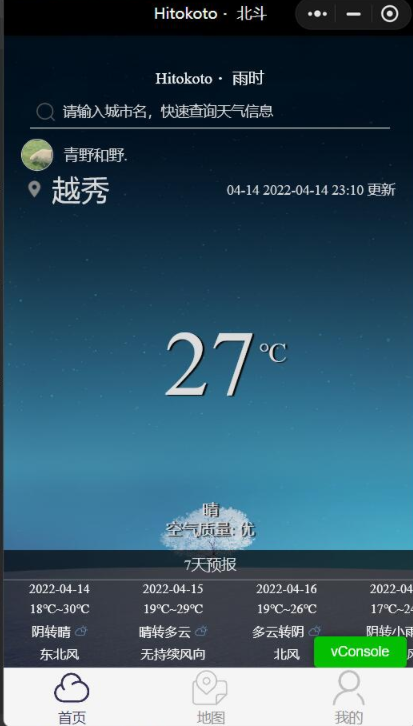 Hitokoto · 北斗
Hitokoto · 雨时
请输入城市名，快速查询天气信息
青野和野.
越秀
04-14 2022-04-14 23:10 更新
27℃
晴
空气质量: 优
7天预报
2022-04-14 2022-04-15 2022-04-16 2022-04
18℃~30℃ 19℃~29℃ 19℃~26℃ 17℃~24
阴转晴 晴转多云 多云转阴 阴转小雨
东北风 无持续风向 北风
vConsole
首页 地图 我的